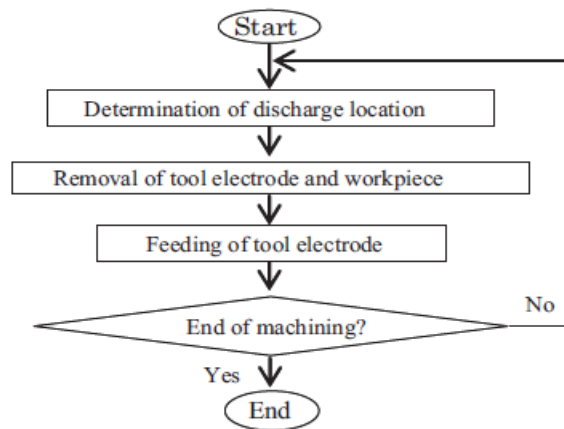 Start
Determination of discharge location
Removal of tool electrode and workpiece
Feeding of tool electrode
End of machining?
No
Yes
End